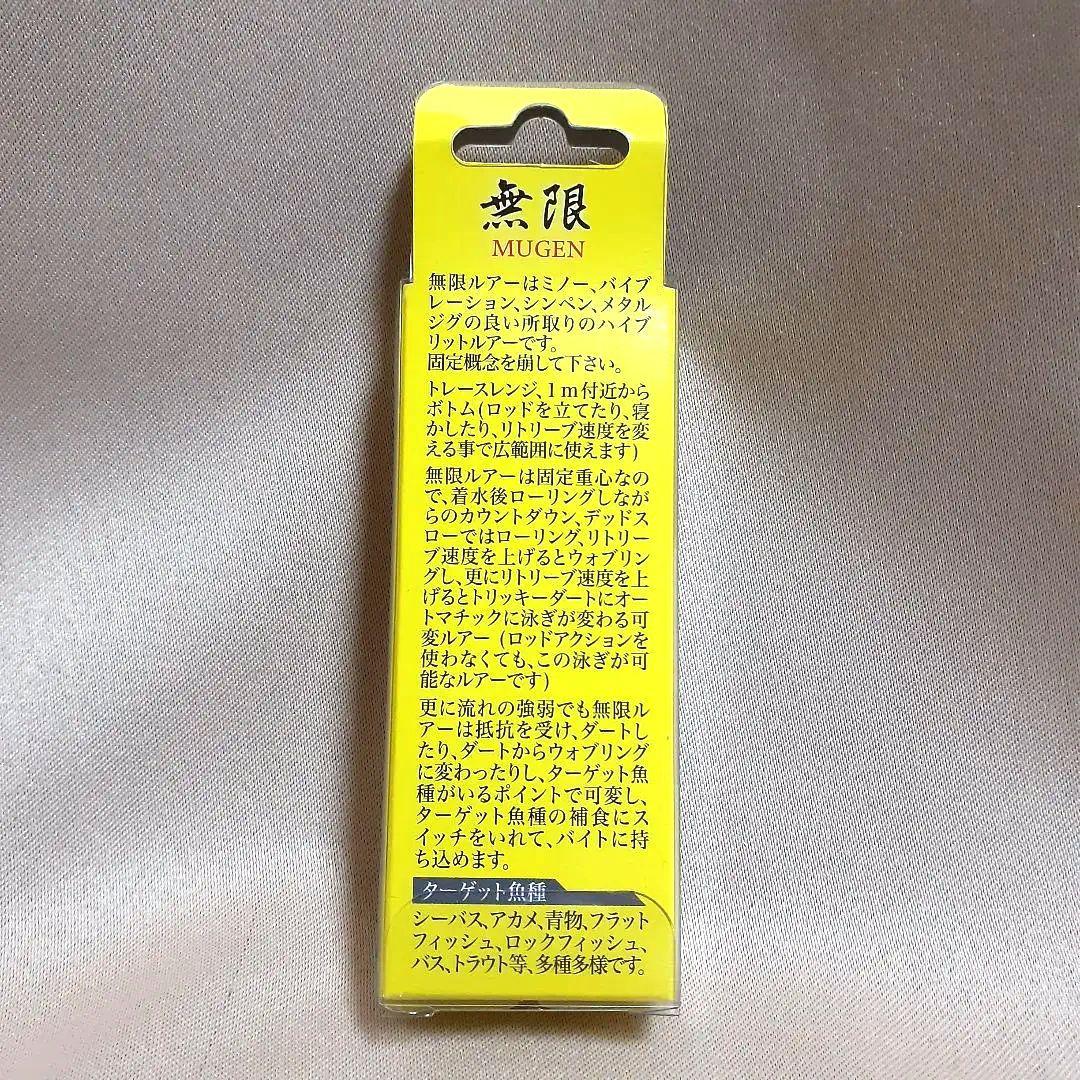 無限
MUGEN
無限ルアーはミノー、バイブ
レーション、シンペン、メタル
ジグの良い所取りのハイブ
リットルアーです。
固定概念を崩して下さい。
トレースレンジ、1m付近から
ボトム(ロッドを立てたり、寝
かしたり、リトリーブ速度を変
える事で広範囲に使えます)
無限ルアーは固定重心なの
で、着水後ローリングしなが
らのカウントダウン、デッドス
ローではローリング、リトリー
ブ速度を上げるとウォブリン
グし、更にリトリーブ速度を上
げるとトリッキーダートにオー
トマチックに泳ぎが変わる可
変ルアー (ロッドアクションを
使わなくても、この泳ぎが可
能なルアーです)
更に流れの強弱でも無限ル
アーは抵抗を受け、ダートし
たり、ダートからウォブリング
に変わったりし、ターゲット魚
種がいるポイントで可変し、
ターゲット魚種の補食にス
イッチをいれて、バイトに持
ち込めます。
ターゲット魚種
シーバス、アカメ、青物、フラット
フィッシュ、ロックフィッシュ、
バス、トラウト等、多種多様です。